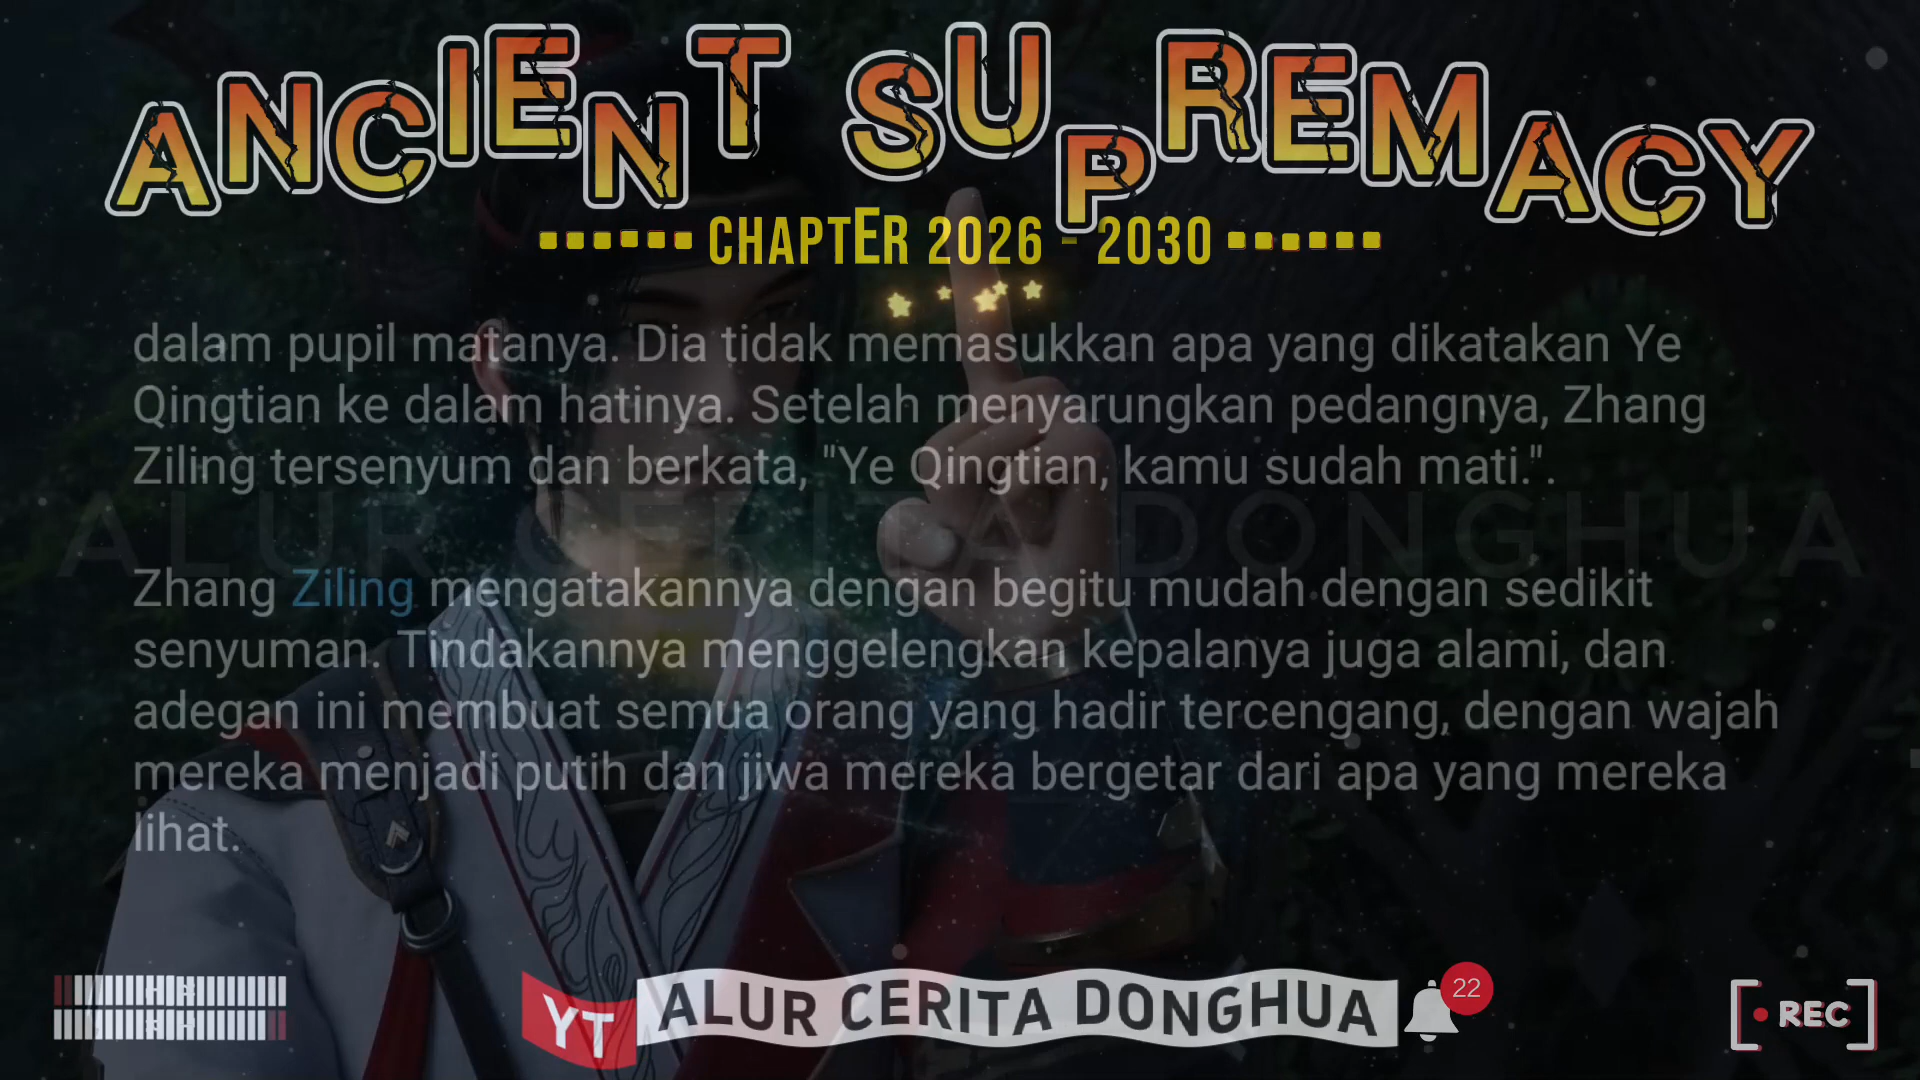 ANCIENT SUPREMACY
CHAPTER 2026 - 2030
dalam pupil matanya. Dia tidak memasukkan apa yang dikatakan Ye
Qingtian ke dalam hatinya. Setelah menyarungkan pedangnya, Zhang
Ziling tersenyum dan berkata, "Ye Qingtian, kamu sudah mati.".
ALUR CERITA DONGHUA
Zhang Ziling mengatakannya dengan begitu mudah dengan sedikit
senyuman. Tindakannya menggelengkan kepalanya juga alami, dan
adegan ini membuat semua orang yang hadir tercengang, dengan wajah
mereka menjadi putih dan jiwa mereka bergetar dari apa yang mereka
lihat.
YT ALUR CERITA DONGHUA 22
REC